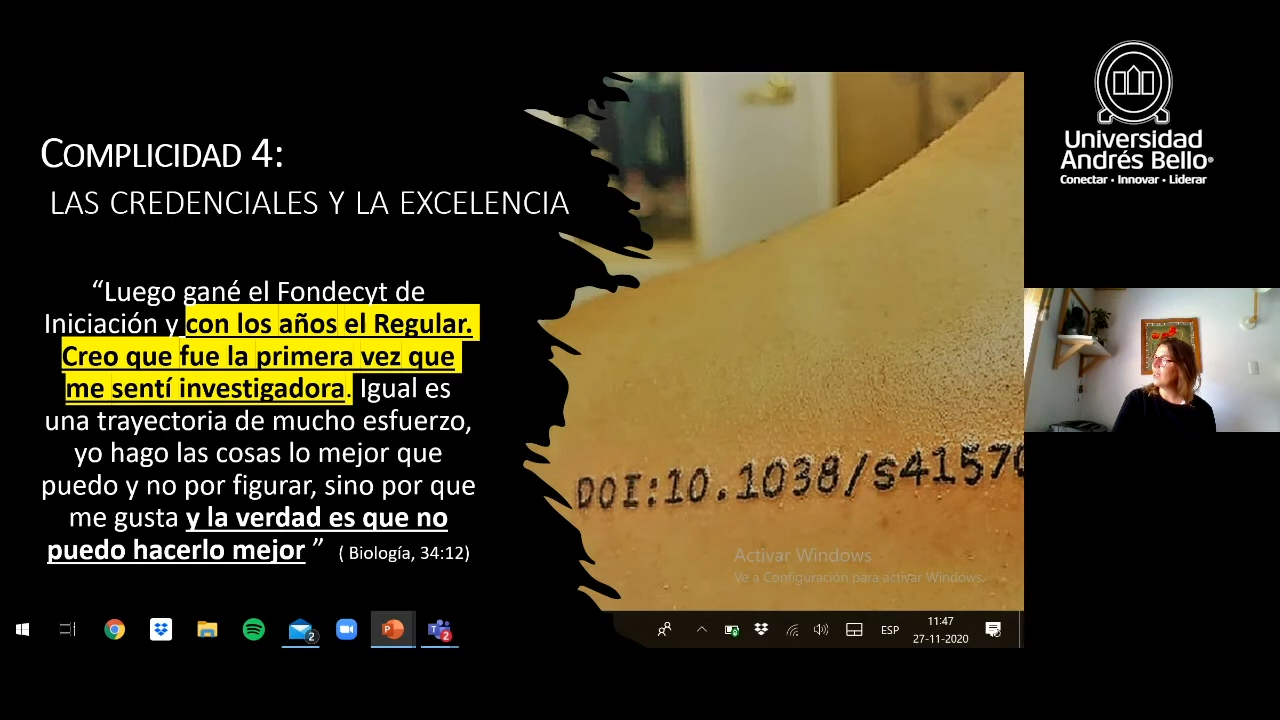 COMPLICIDAD 4:
LAS CREDENCIALES Y LA EXCELENCIA
“Luego gané el Fondecyt de
Iniciación y con los años el Regular.
Creo que fue la primera vez que
me sentí investigadora. Igual es
una trayectoria de mucho esfuerzo,
yo hago las cosas lo mejor que
puedo y no por figurar, sino por que
me gusta y la verdad es que no
puedo hacerlo mejor ” ( Biología, 34:12)
DOI:10.1038/s41570
Activar Windows
Ve a Configuración para activar Windows.
2
2
ESP
11:47
27-11-2020
Universidad
Andrés Bello®
Conectar • Innovar • Liderar